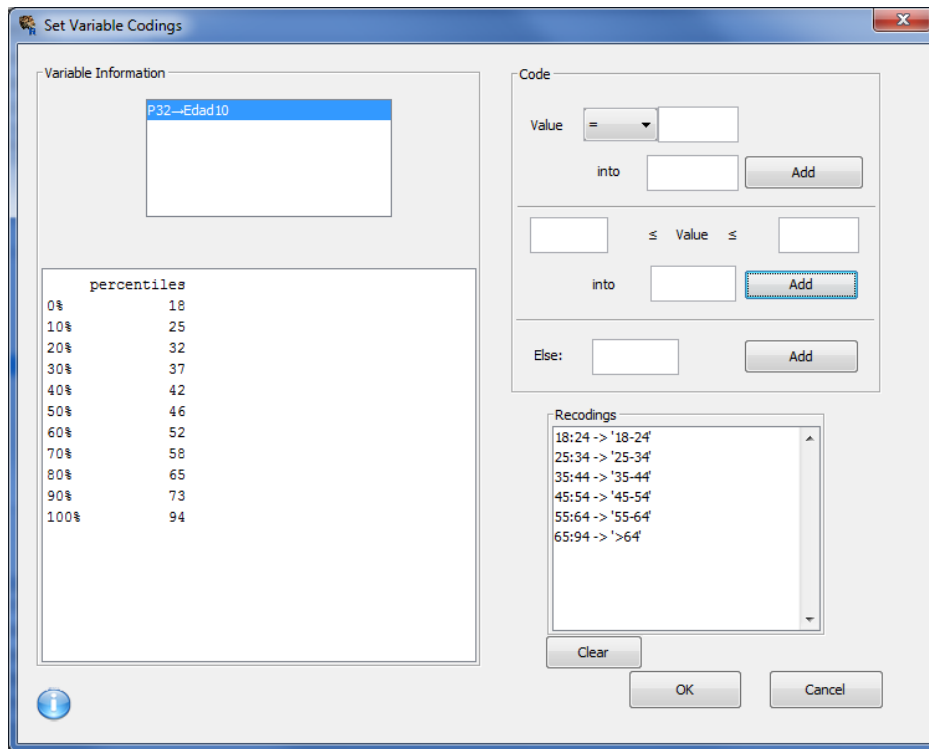 Set Variable Codings
Variable Information
P32→Edad10
percentiles
0% 18
10% 25
20% 32
30% 37
40% 42
50% 46
60% 52
70% 58
80% 65
90% 73
100% 94
Code
Value =
into Add
≤ Value ≤
into Add
Else: Add
Recodings
18:24 -> '18-24'
25:34 -> '25-34'
35:44 -> '35-44'
45:54 -> '45-54'
55:64 -> '55-64'
65:94 -> '>64'
Clear
OK Cancel